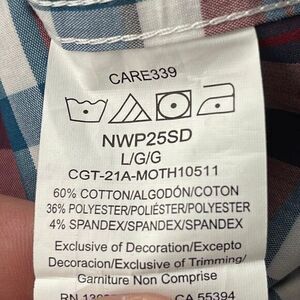 CARE339
NWP25SD
L/G/G
CGT-21A-MOTH10511
60% COTTON/ALGODÓN/COTON
36% POLYESTER/POLIÉSTER/POLYESTER
4% SPANDEX/SPANDEX/SPANDEX
Exclusive of Decoration/Excepto
Decoracion/Exclusive of Trimming/
Garniture Non Comprise
RN CA 55394